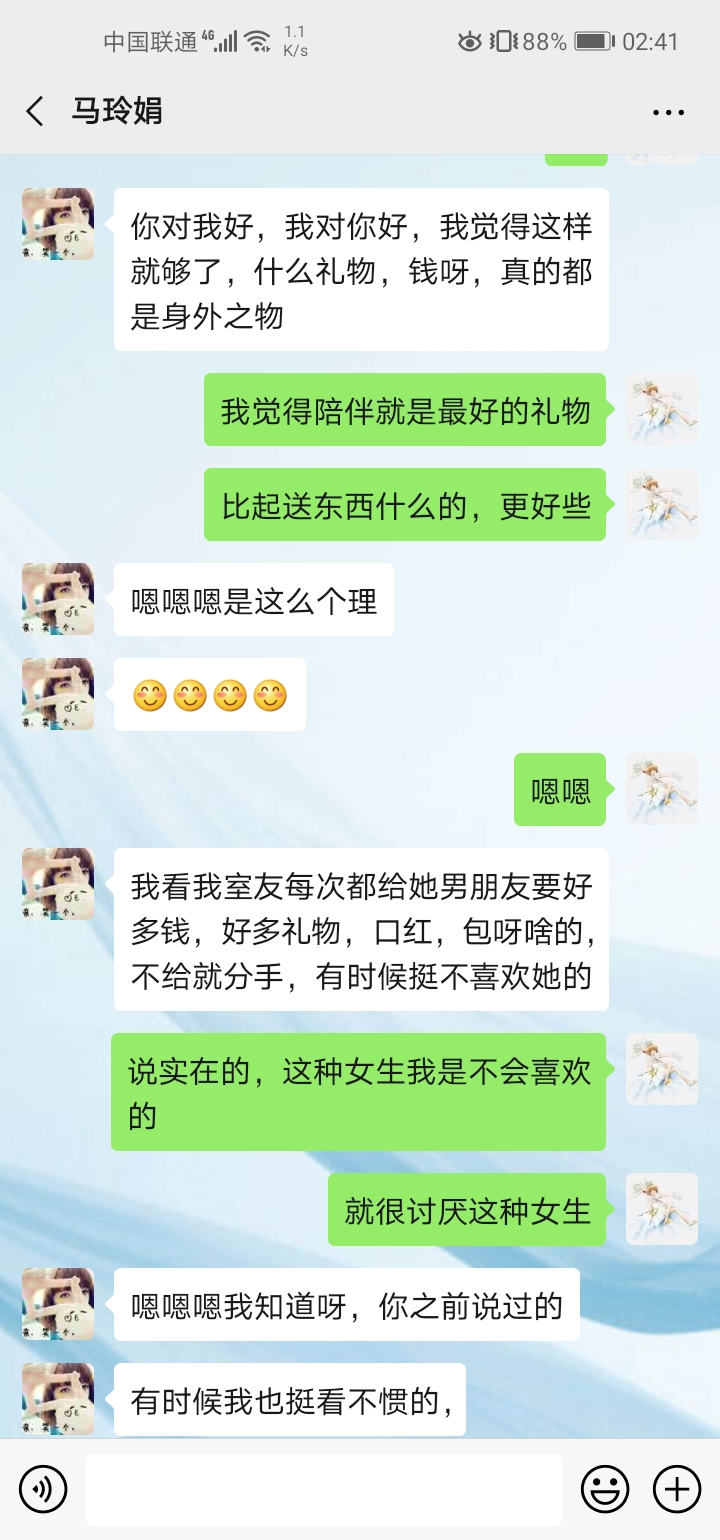 中国联通 4G 1.1 K/s 88% 02:41
马玲娟
你对我好，我对你好，我觉得这样
就够了，什么礼物，钱呀，真的都
是身外之物
我觉得陪伴就是最好的礼物
比起送东西什么的，更好些
嗯嗯嗯是这么个理
😊😊😊😊
嗯嗯
我看我室友每次都给她男朋友要好
多钱，好多礼物，口红，包呀啥的，
不给就分手，有时候挺不喜欢她的
说实在的，这种女生我是不会喜欢
的
就很讨厌这种女生
嗯嗯嗯我知道呀，你之前说过的
有时候我也挺看不惯的，